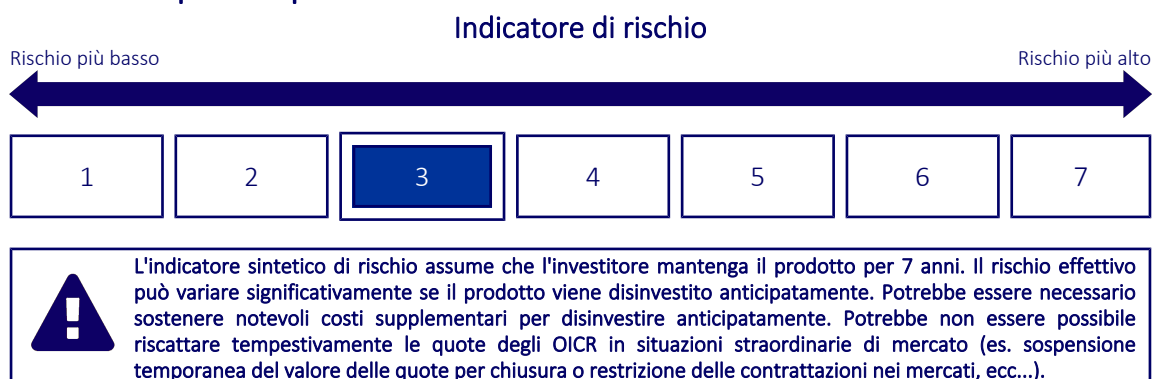 Indicatore di rischio
Rischio più basso
Rischio più alto
1 2 3 4 5 6 7
L'indicatore sintetico di rischio assume che l'investitore mantenga il prodotto per 7 anni. Il rischio effettivo
può variare significativamente se il prodotto viene disinvestito anticipatamente. Potrebbe essere necessario
sostenere notevoli costi supplementari per disinvestire anticipatamente. Potrebbe non essere possibile
riscattare tempestivamente le quote degli OICR in situazioni straordinarie di mercato (es. sospensione
temporanea del valore delle quote per chiusura o restrizione delle contrattazioni nei mercati, ecc...).